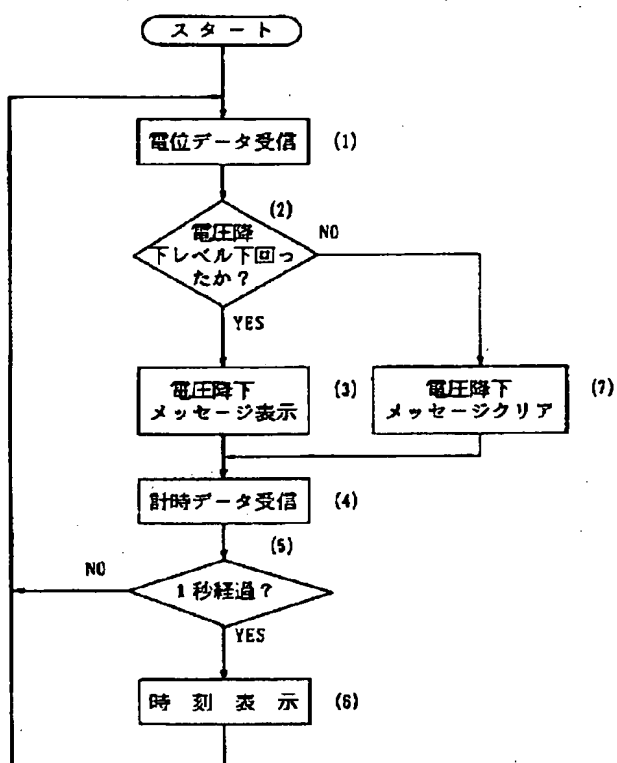 スタート
電位データ受信 (1)
(2)
電圧降
下レベル下回っ
たか?
NO
YES
電圧降下
メッセージ表示
(3)
電圧降下
メッセージクリア
(7)
計時データ受信 (4)
(5)
1秒経過?
NO
YES
時刻表示 (6)